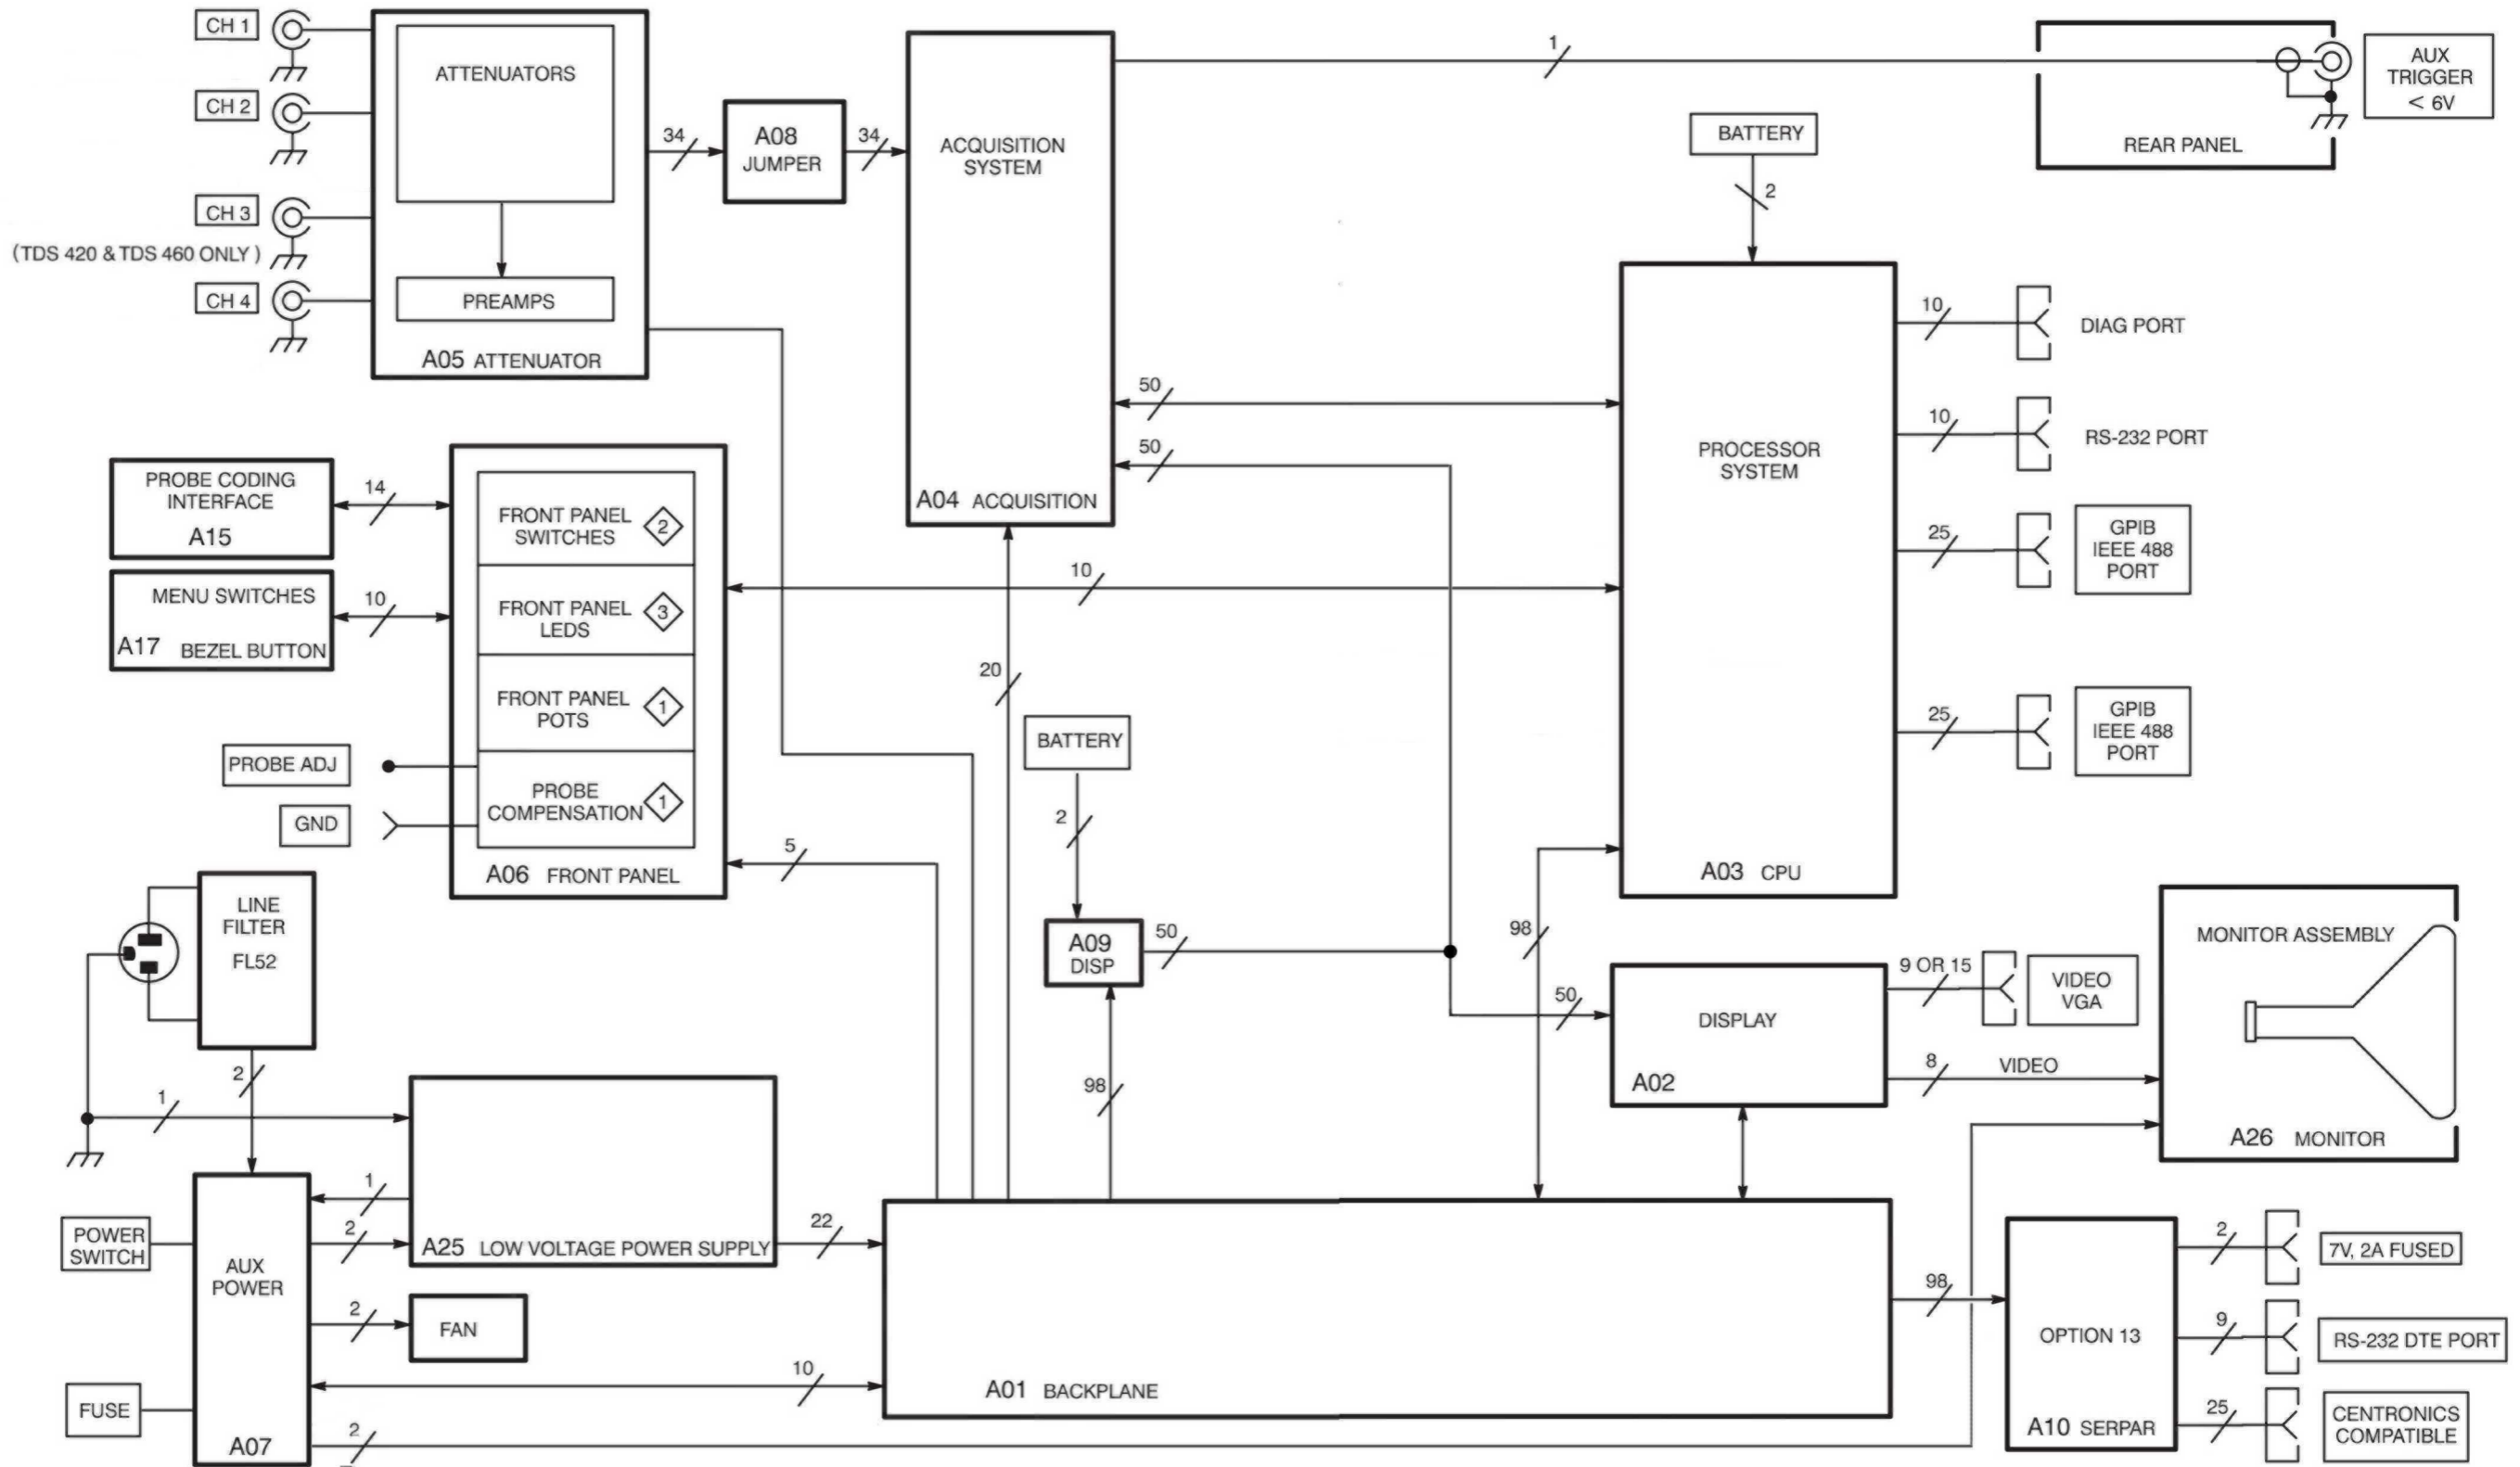 CH 1
CH 2
CH 3
(TDS 420 & TDS 460 ONLY )
CH 4
ATTENUATORS
PREAMPS
A05 ATTENUATOR
34
A08
JUMPER
34
ACQUISITION
SYSTEM
A04 ACQUISITION
1
REAR PANEL
AUX
TRIGGER
< 6V
BATTERY
2
50
50
PROCESSOR
SYSTEM
A03 CPU
10
DIAG PORT
10
RS-232 PORT
25
GPIB
IEEE 488
PORT
25
GPIB
IEEE 488
PORT
PROBE CODING
INTERFACE
A15
14
MENU SWITCHES
A17 BEZEL BUTTON
10
FRONT PANEL
SWITCHES
2
FRONT PANEL
LEDS
3
FRONT PANEL
POTS
1
PROBE
COMPENSATION
1
A06 FRONT PANEL
PROBE ADJ
GND
10
20
5
BATTERY
2
A09
DISP
50
98
98
50
DISPLAY
A02
9 OR 15
VIDEO
VGA
8
VIDEO
MONITOR ASSEMBLY
A26 MONITOR
LINE
FILTER
FL52
2
1
1
2
A25 LOW VOLTAGE POWER SUPPLY
22
POWER
SWITCH
AUX
POWER
2
FAN
FUSE
A07
10
2
A01 BACKPLANE
98
OPTION 13
A10 SERPAR
2
7V, 2A FUSED
9
RS-232 DTE PORT
25
CENTRONICS
COMPATIBLE